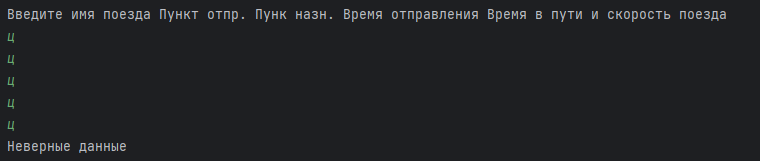 Введите имя поезда Пункт отпр. Пунк назн. Время отправления Время в пути и скорость поезда
ц
ц
ц
ц
ц
Неверные данные